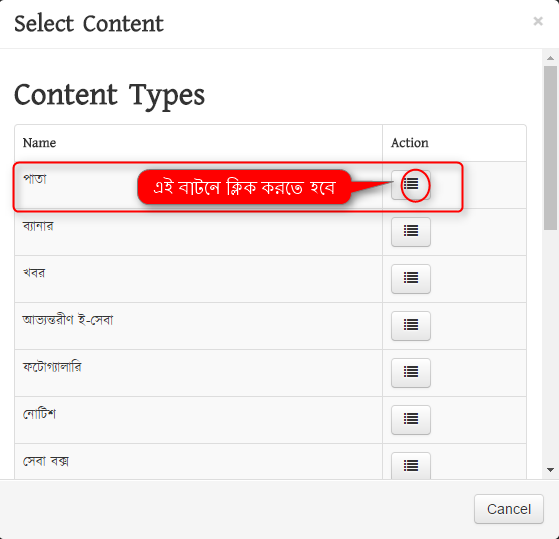 Select Content ×
Content Types
Name Action
পাতা এই বাটনে ক্লিক করতে হবে
ব্যানার
খবর
আভ্যন্তরীণ ই-সেবা
ফটোগ্যালারি
নোটিশ
সেবা বক্স
Cancel